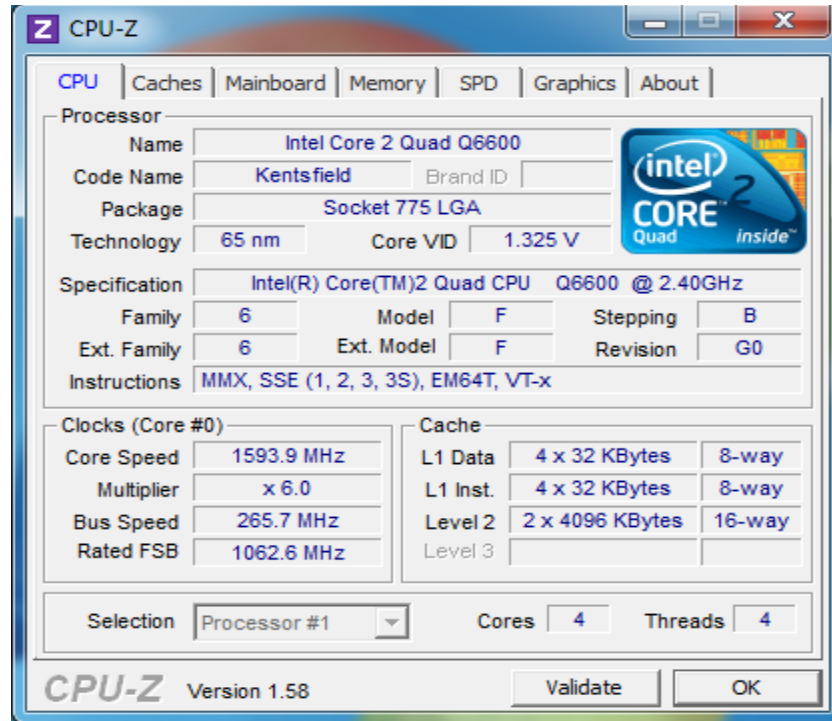 CPU-Z
CPU Caches Mainboard Memory SPD Graphics About
Processor
Name Intel Core 2 Quad Q6600
Code Name Kentsfield Brand ID
Package Socket 775 LGA
Technology 65 nm Core VID 1.325 V
(intel) 2 CORE™ Quad inside™
Specification Intel(R) Core(TM)2 Quad CPU Q6600 @ 2.40GHz
Family 6 Model F Stepping B
Ext. Family 6 Ext. Model F Revision G0
Instructions MMX, SSE (1, 2, 3, 3S), EM64T, VT-x
Clocks (Core #0) Cache
Core Speed 1593.9 MHz L1 Data 4 x 32 KBytes 8-way
Multiplier x 6.0 L1 Inst. 4 x 32 KBytes 8-way
Bus Speed 265.7 MHz Level 2 2 x 4096 KBytes 16-way
Rated FSB 1062.6 MHz Level 3
Selection Processor #1 Cores 4 Threads 4
CPU-Z Version 1.58 Validate OK